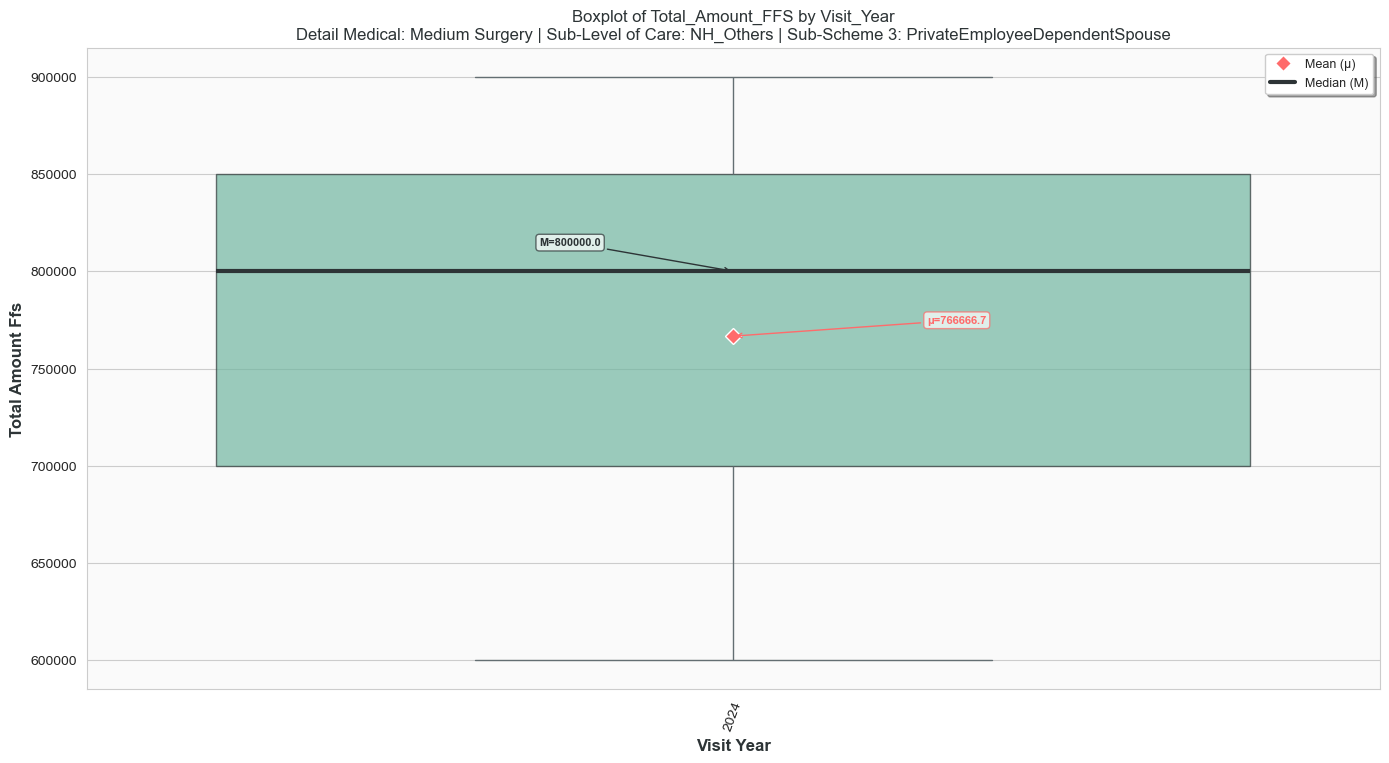 Boxplot of Total_Amount_FFS by Visit_Year
Detail Medical: Medium Surgery | Sub-Level of Care: NH_Others | Sub-Scheme 3: PrivateEmployeeDependentSpouse
Mean (μ)
Median (M)
900000
850000
800000
750000
700000
650000
600000
Total Amount Ffs
M=800000.0
μ=766666.7
2024
Visit Year